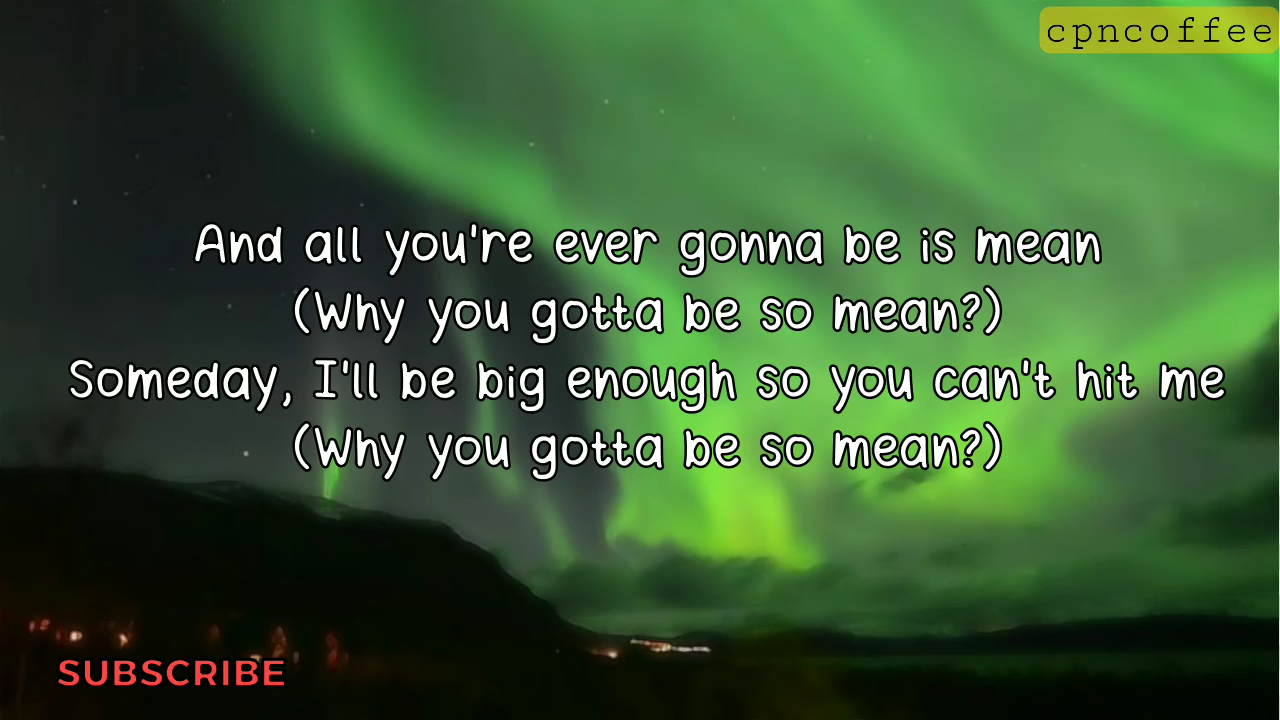 cpncoffee
And all you're ever gonna be is mean
(Why you gotta be so mean?)
Someday, I'll be big enough so you can't hit me
(Why you gotta be so mean?)
SUBSCRIBE